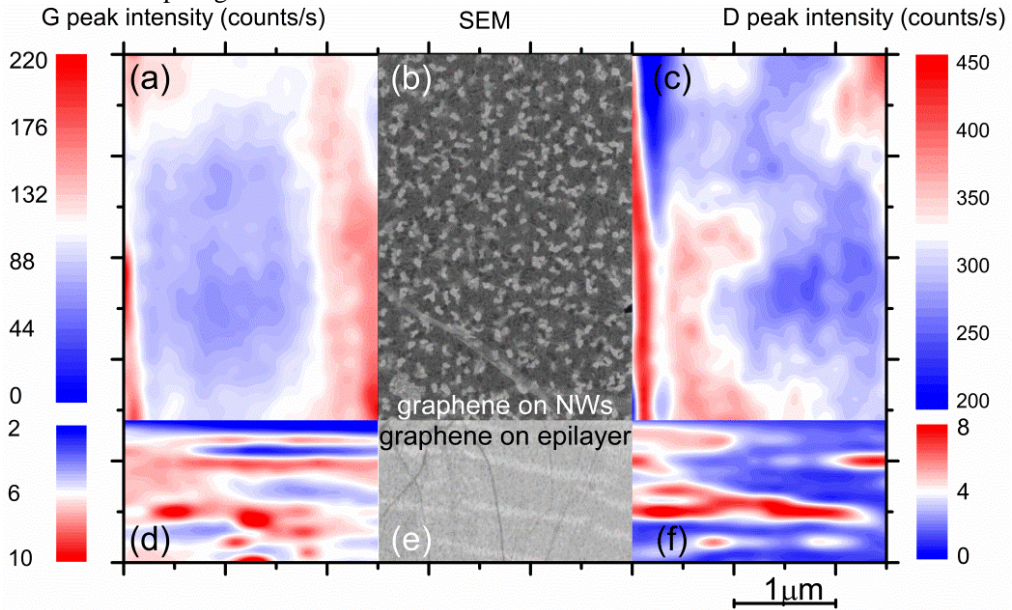 G peak intensity (counts/s)
SEM
D peak intensity (counts/s)
220
176
132
88
44
0
2
6
10
(a)
(b)
(c)
graphene on NWs
graphene on epilayer
(d)
(e)
(f)
450
400
350
300
250
200
8
4
0
1μm